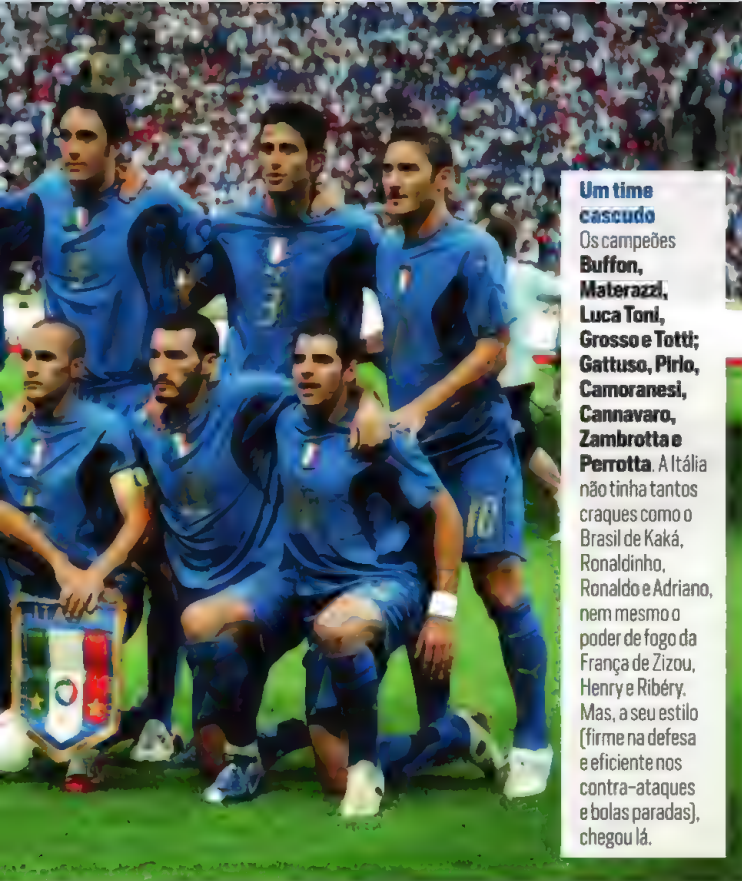 Um time
cascudo
Os campeões
Buffon,
Materazzi,
Luca Toni,
Grosso e Totti;
Gattuso, Pirlo,
Camoranesi,
Cannavaro,
Zambrotta e
Perrotta. A Itália
não tinha tantos
craques como o
Brasil de Kaká,
Ronaldinho,
Ronaldo e Adriano,
nem mesmo o
poder de fogo da
França de Zizou,
Henry e Ribéry.
Mas, a seu estilo
(firme na defesa
e eficiente nos
contra-ataques
e bolas paradas),
chegou lá.
3
10